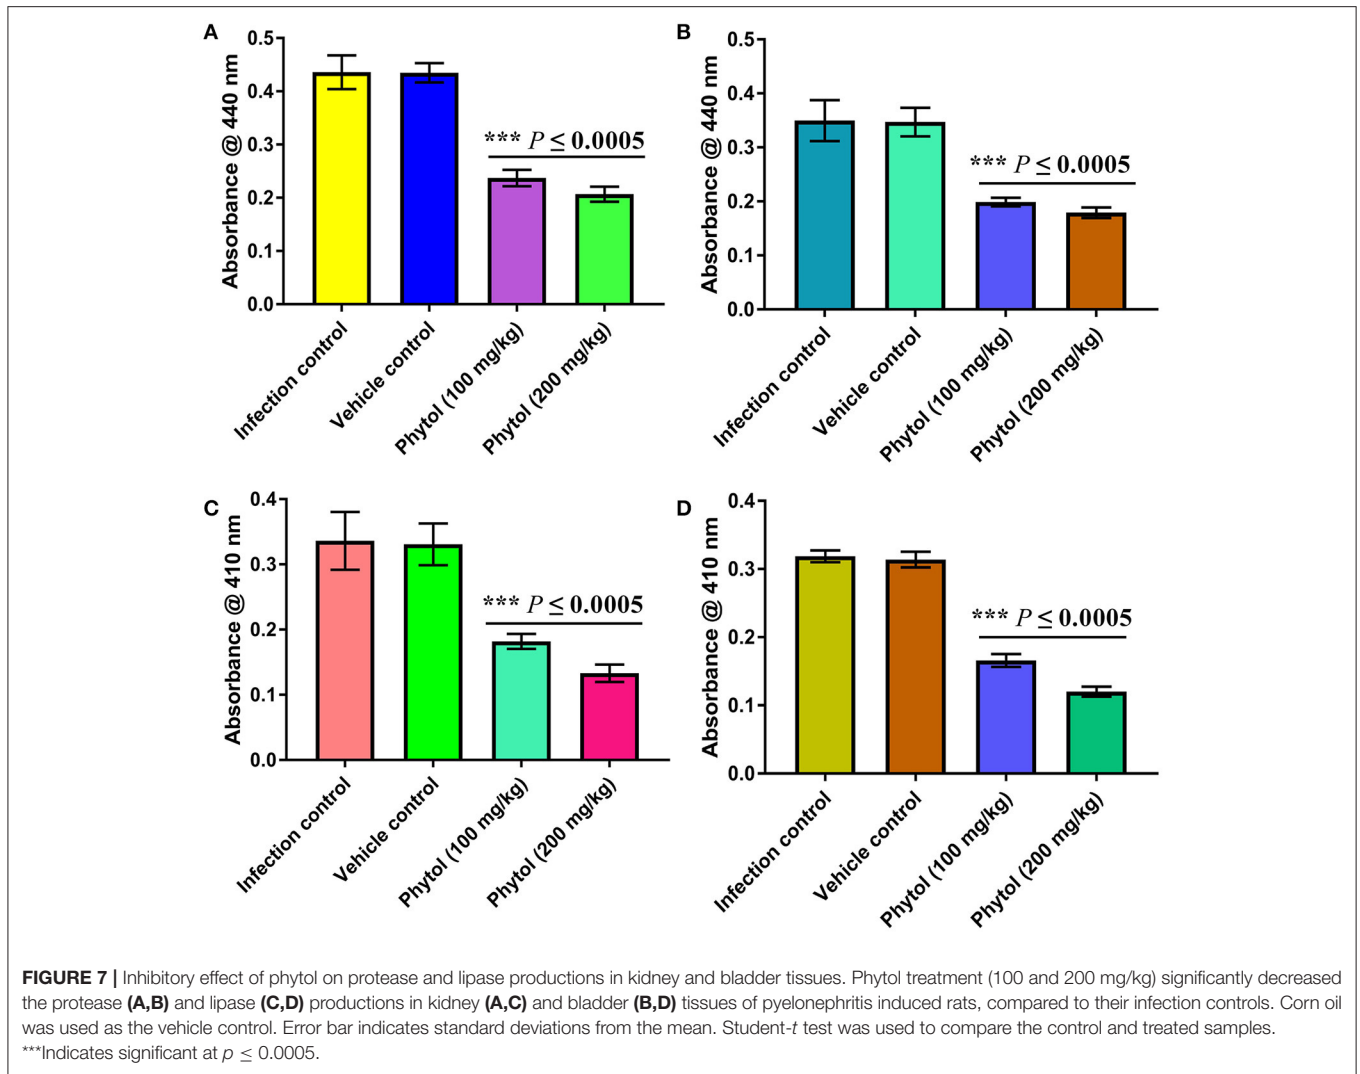 A
Absorbance @ 440 nm
0.5
0.4
0.3
0.2
0.1
0.0
*** P ≤ 0.0005
Infection control
Vehicle control
Phytol (100 mg/kg)
Phytol (200 mg/kg)
B
Absorbance @ 440 nm
0.5
0.4
0.3
0.2
0.1
0.0
*** P ≤ 0.0005
Infection control
Vehicle control
Phytol (100 mg/kg)
Phytol (200 mg/kg)
C
Absorbance @ 410 nm
0.4
0.3
0.2
0.1
0.0
*** P ≤ 0.0005
Infection control
Vehicle control
Phytol (100 mg/kg)
Phytol (200 mg/kg)
D
Absorbance @ 410 nm
0.4
0.3
0.2
0.1
0.0
*** P ≤ 0.0005
Infection control
Vehicle control
Phytol (100 mg/kg)
Phytol (200 mg/kg)
FIGURE 7 | Inhibitory effect of phytol on protease and lipase productions in kidney and bladder tissues. Phytol treatment (100 and 200 mg/kg) significantly decreased
the protease (A,B) and lipase (C,D) productions in kidney (A,C) and bladder (B,D) tissues of pyelonephritis induced rats, compared to their infection controls. Corn oil
was used as the vehicle control. Error bar indicates standard deviations from the mean. Student-t test was used to compare the control and treated samples.
***Indicates significant at p ≤ 0.0005.